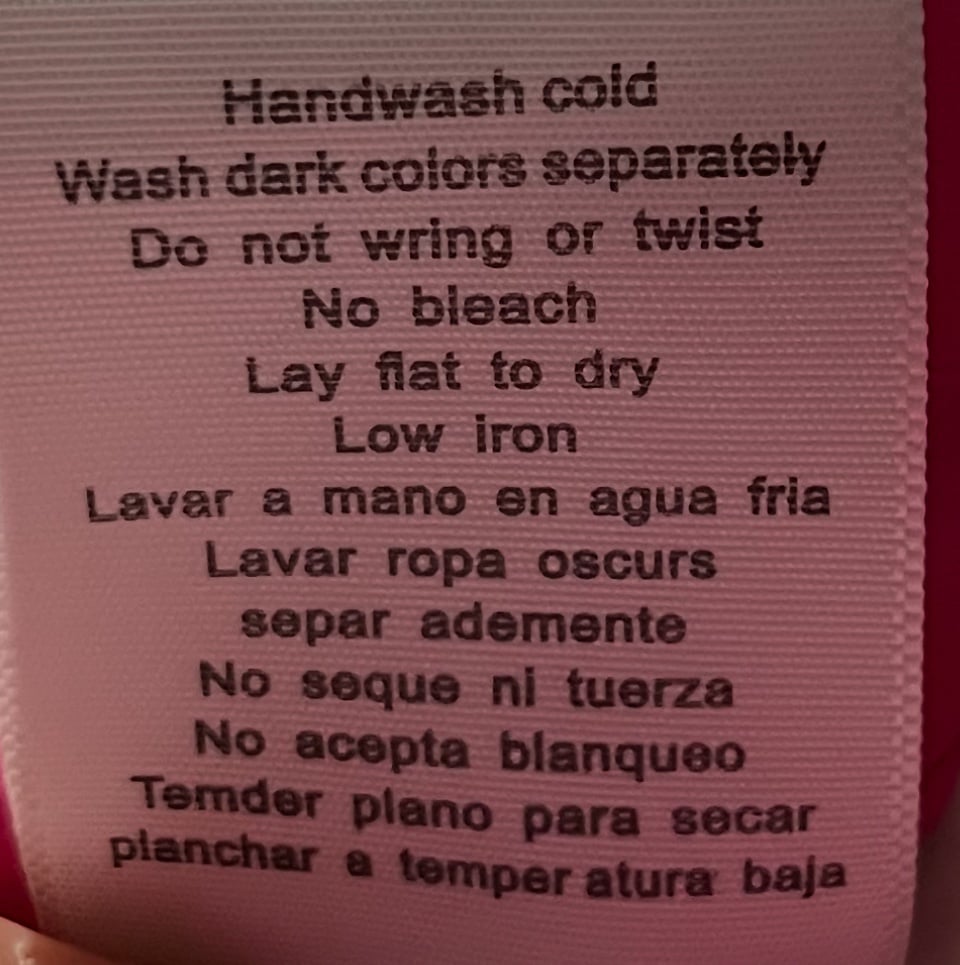 Handwash cold
Wash dark colors separately
Do not wring or twist
No bleach
Lay flat to dry
Low iron
Lavar a mano en agua fria
Lavar ropa oscurs
separ ademente
No seque ni tuerza
No acepta blanqueo
Temder plano para secar
planchar a temper atura baja